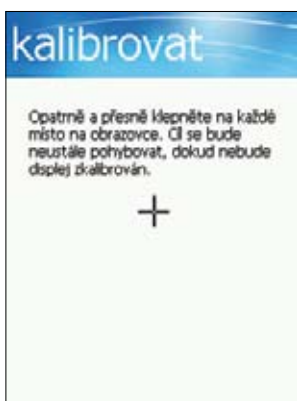 kalibrovat
Opatrně a přesně klepněte na každé
místo na obrazovce. Cíl se bude
neustále pohybovat, dokud nebude
displej zkalibrován.